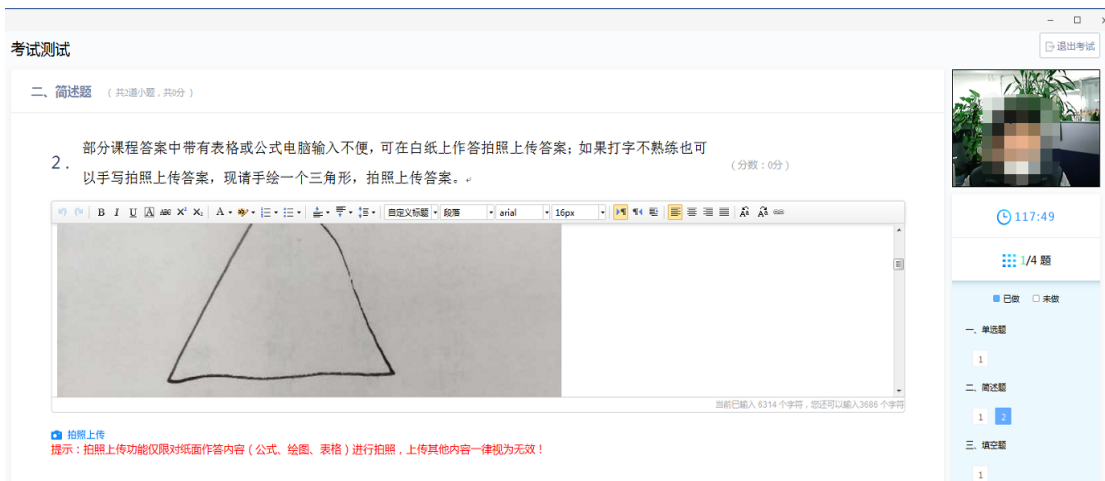 考试测试
退出考试
二、简述题 （ 共2道小题，共0分 ）
2. 部分课程答案中带有表格或公式电脑输入不便，可在白纸上作答拍照上传答案；如果打字不熟练也可
以手写拍照上传答案，现请手绘一个三角形，拍照上传答案。
（分数：0分）
B I U A ABC X² X₂ A ab 自定义标题 段落 arial 16px
当前已输入 6314 个字符，您还可以输入3686 个字符
拍照上传
提示：拍照上传功能仅限对纸面作答内容（公式、绘图、表格）进行拍照，上传其他内容一律视为无效！
117:49
1/4 题
已做 未做
一、单选题
1
二、简述题
1 2
三、填空题
1